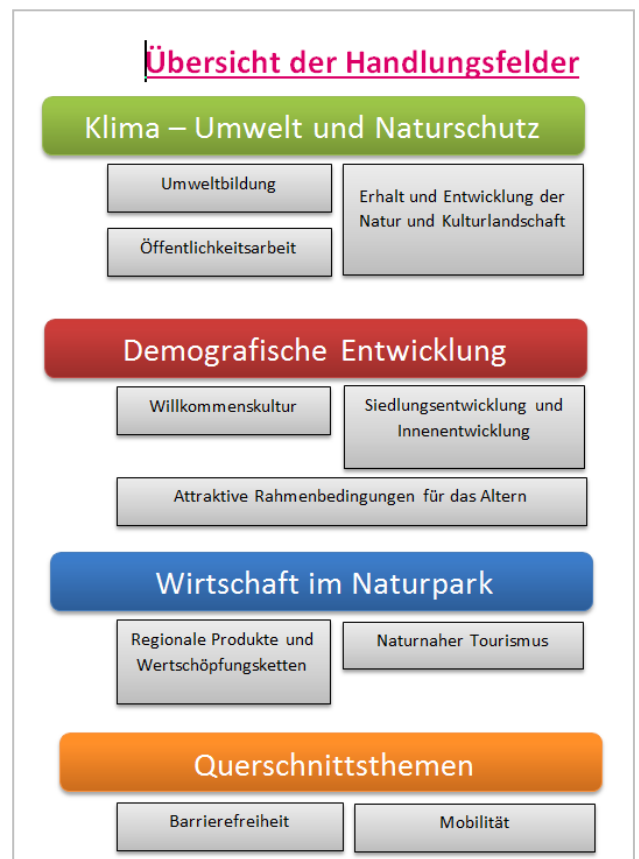 Übersicht der Handlungsfelder
Klima – Umwelt und Naturschutz
Umweltbildung
Öffentlichkeitsarbeit
Erhalt und Entwicklung der
Natur und Kulturlandschaft
Demografische Entwicklung
Willkommenskultur
Siedlungsentwicklung und
Innenentwicklung
Attraktive Rahmenbedingungen für das Altern
Wirtschaft im Naturpark
Regionale Produkte und
Wertschöpfungsketten
Naturnaher Tourismus
Querschnittsthemen
Barrierefreiheit
Mobilität